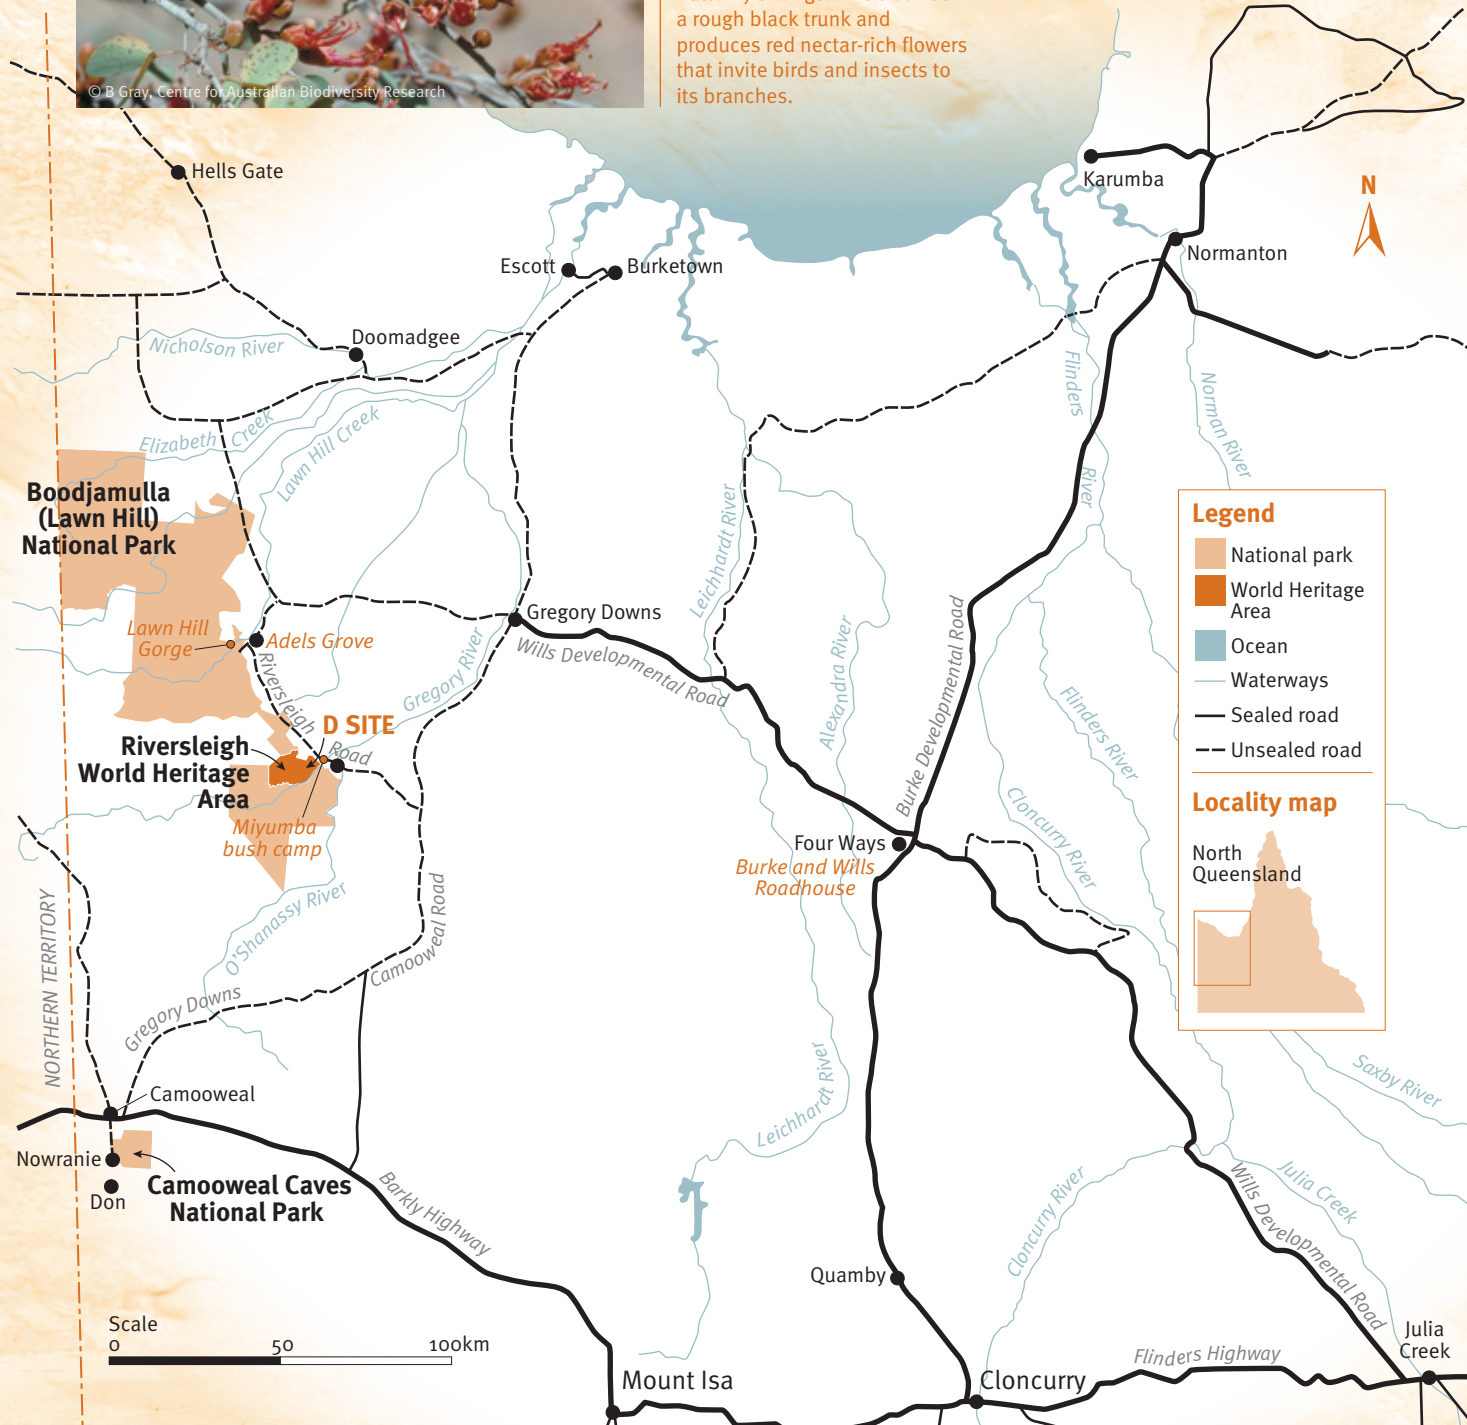 © B Gray, Centre for Australian Biodiversity Research
a rough black trunk and
produces red nectar-rich flowers
that invite birds and insects to
its branches.
Hells Gate
Karumba
N
Normanton
Escott
Burketown
Doomadgee
Nicholson River
Flinders
River
Norman River
Elizabeth Creek
Lawn Hill Creek
Boodjamulla
(Lawn Hill)
National Park
Leichhardt River
Legend
National park
World Heritage
Area
Ocean
Waterways
Sealed road
Unsealed road
Locality map
North
Queensland
Gregory Downs
Wills Developmental Road
Lawn Hill
Gorge
Adels Grove
Riversleigh
Road
Gregory River
Alexandra River
Burke Developmental Road
Flinders River
D SITE
Riversleigh
World Heritage
Area
Miyumba
bush camp
Cloncurry River
Four Ways
Burke and Wills
Roadhouse
O'Shanassy River
Camooweal Road
Gregory Downs
NORTHERN TERRITORY
Camooweal
Leichhardt River
Saxby River
Nowranie
Don
Camooweal Caves
National Park
Barkly Highway
Cloncurry River
Julia Creek
Wills Developmental Road
Quamby
Scale
0 50 100km
Mount Isa
Cloncurry
Flinders Highway
Julia
Creek